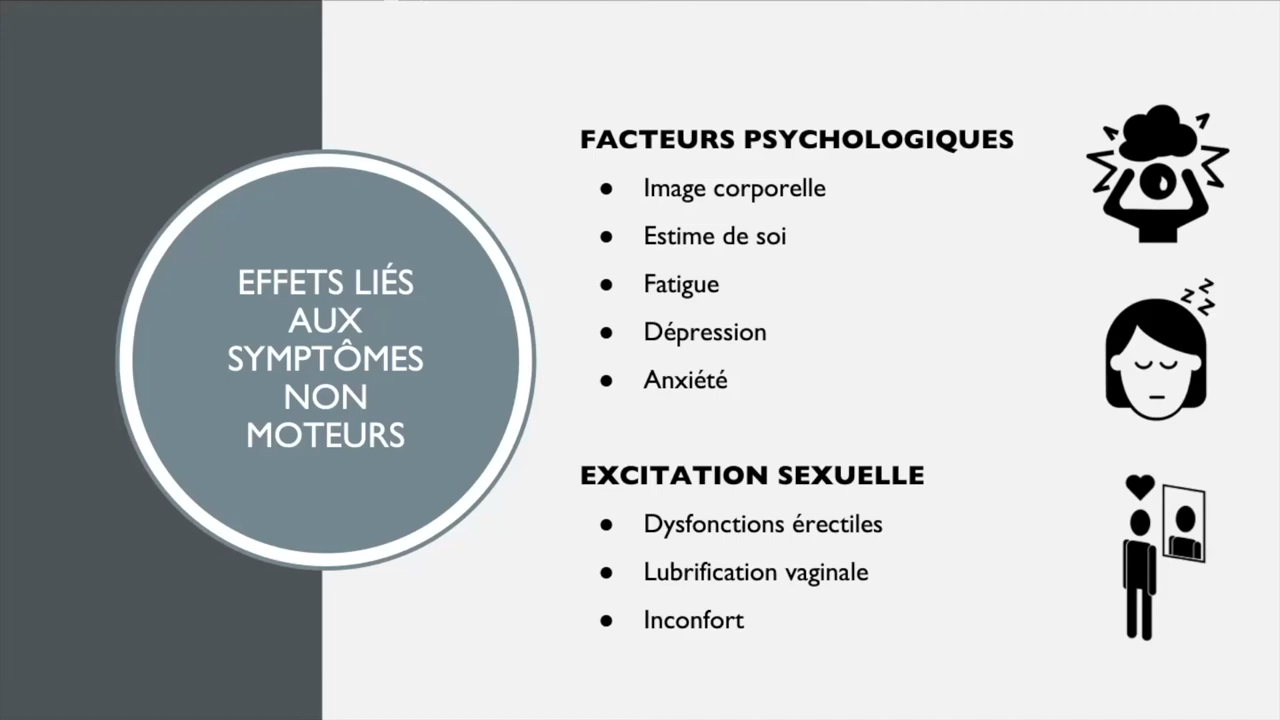 EFFETS LIÉS
AUX
SYMPTÔMES
NON
MOTEURS
FACTEURS PSYCHOLOGIQUES
● Image corporelle
● Estime de soi
● Fatigue
● Dépression
● Anxiété
EXCITATION SEXUELLE
● Dysfonctions érectiles
● Lubrification vaginale
● Inconfort
z z z z